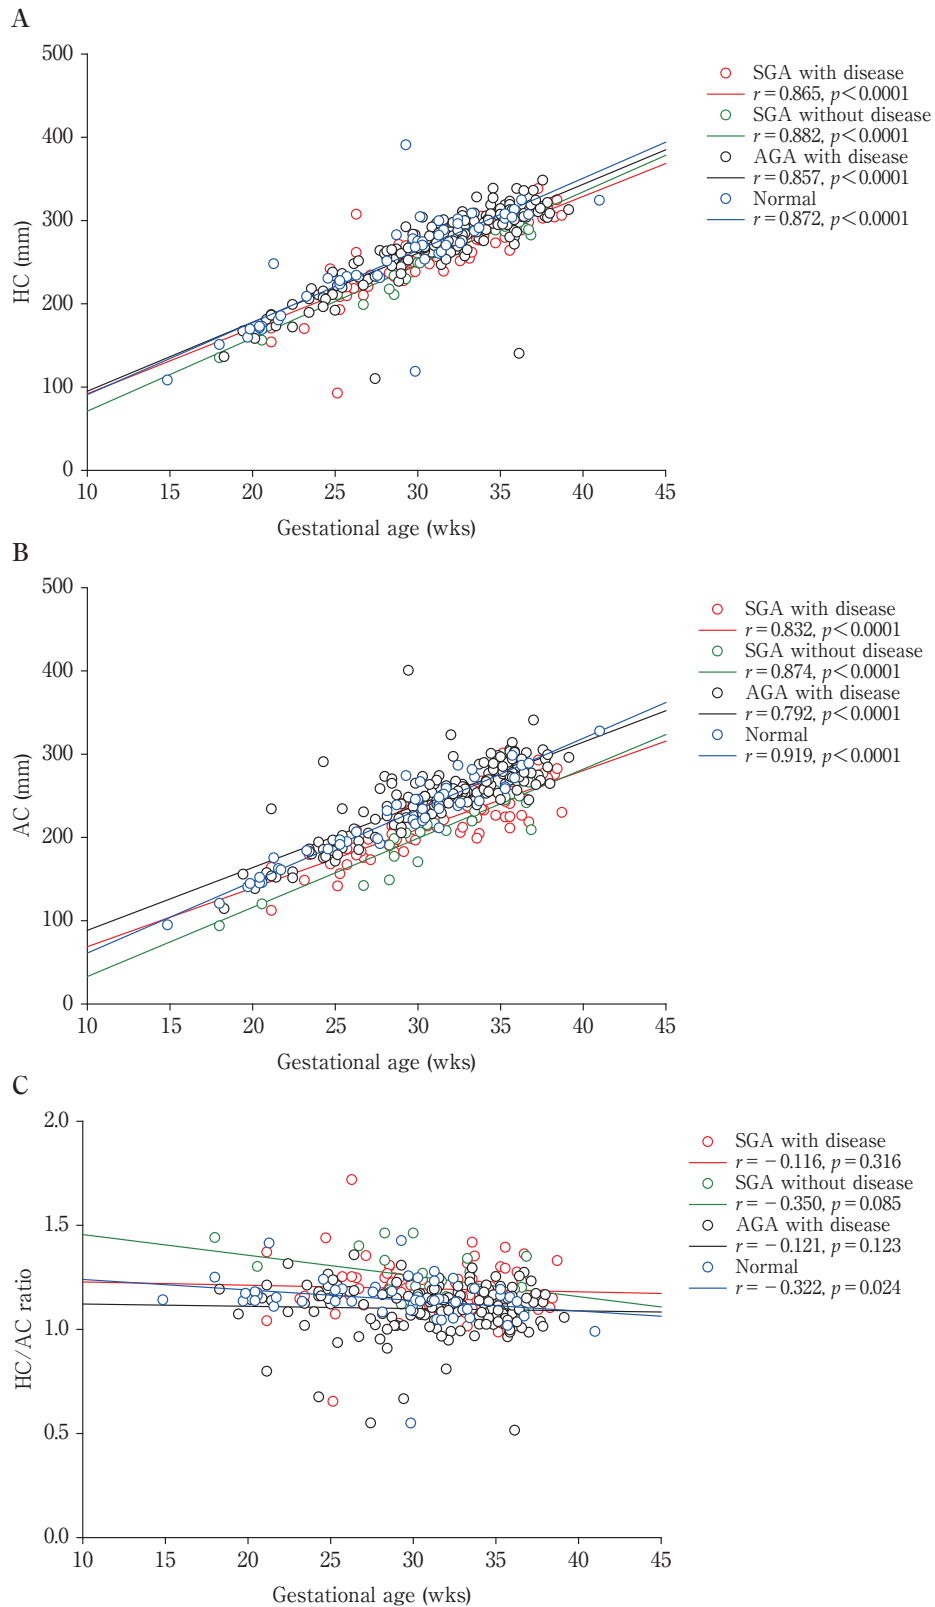 A
500
400
300
200
100
0
HC (mm)
10 15 20 25 30 35 40 45
Gestational age (wks)
SGA with disease
r=0.865, p<0.0001
SGA without disease
r=0.882, p<0.0001
AGA with disease
r=0.857, p<0.0001
Normal
r=0.872, p<0.0001
B
500
400
300
200
100
0
AC (mm)
10 15 20 25 30 35 40 45
Gestational age (wks)
SGA with disease
r=0.832, p<0.0001
SGA without disease
r=0.874, p<0.0001
AGA with disease
r=0.792, p<0.0001
Normal
r=0.919, p<0.0001
C
2.0
1.5
1.0
0.5
0.0
HC/AC ratio
10 15 20 25 30 35 40 45
Gestational age (wks)
SGA with disease
r=−0.116, p=0.316
SGA without disease
r=−0.350, p=0.085
AGA with disease
r=−0.121, p=0.123
Normal
r=−0.322, p=0.024